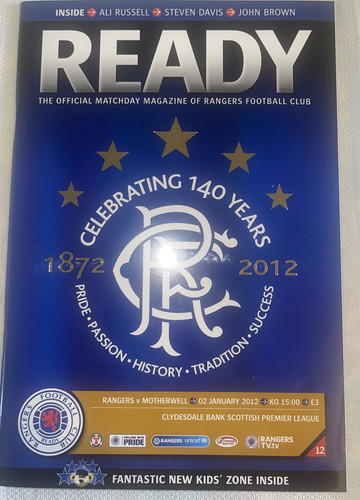 INSIDE → ALI RUSSELL → STEVEN DAVIS → JOHN BROWN
READY
THE OFFICIAL MATCHDAY MAGAZINE OF RANGERS FOOTBALL CLUB
CELEBRATING 140 YEARS
1872 2012
PRIDE • PASSION • HISTORY • TRADITION • SUCCESS
RANGERS v MOTHERWELL → 02 JANUARY 2012 → KO 15:00 → £3
CLYDESDALE BANK SCOTTISH PREMIER LEAGUE
RANGERS FOOTBALL CLUB
READY
FOLLOW WITH
PRIDE
RANGERS unicef
RANGERS
TV.tv
12
FANTASTIC NEW KIDS' ZONE INSIDE